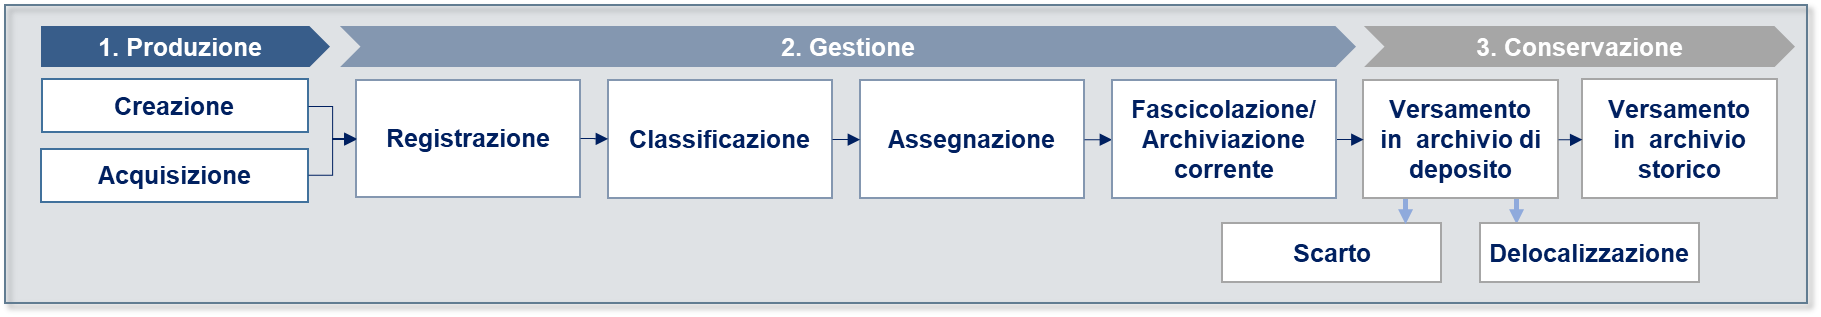 1. Produzione
2. Gestione
3. Conservazione
Creazione
Acquisizione
Registrazione
Classificazione
Assegnazione
Fascicolazione/
Archiviazione
corrente
Versamento
in archivio di
deposito
Versamento
in archivio
storico
Scarto
Delocalizzazione